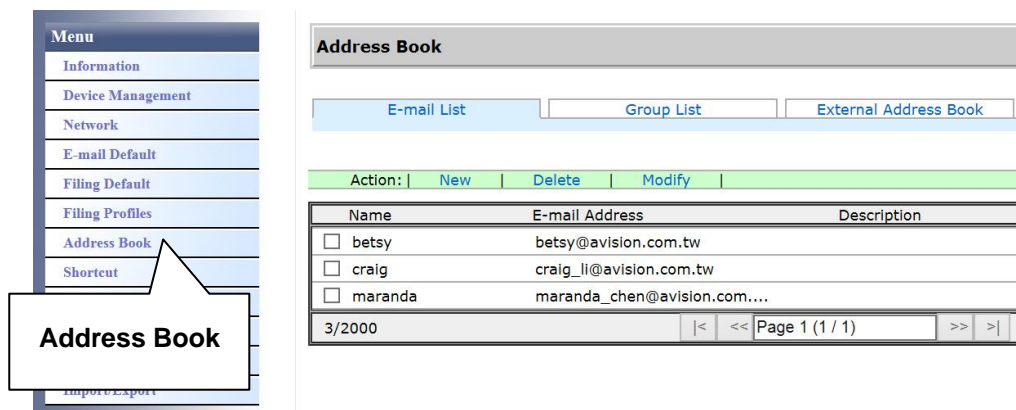 Menu
Information
Device Management
Network
E-mail Default
Filing Default
Filing Profiles
Address Book
Shortcut
Address Book
Import/Export
Address Book
E-mail List Group List External Address Book
Action: | New | Delete | Modify |
Name E-mail Address Description
betsy betsy@avision.com.tw
craig craig_li@avision.com.tw
maranda maranda_chen@avision.com....
3/2000 |< << Page 1 (1 / 1) >> >|